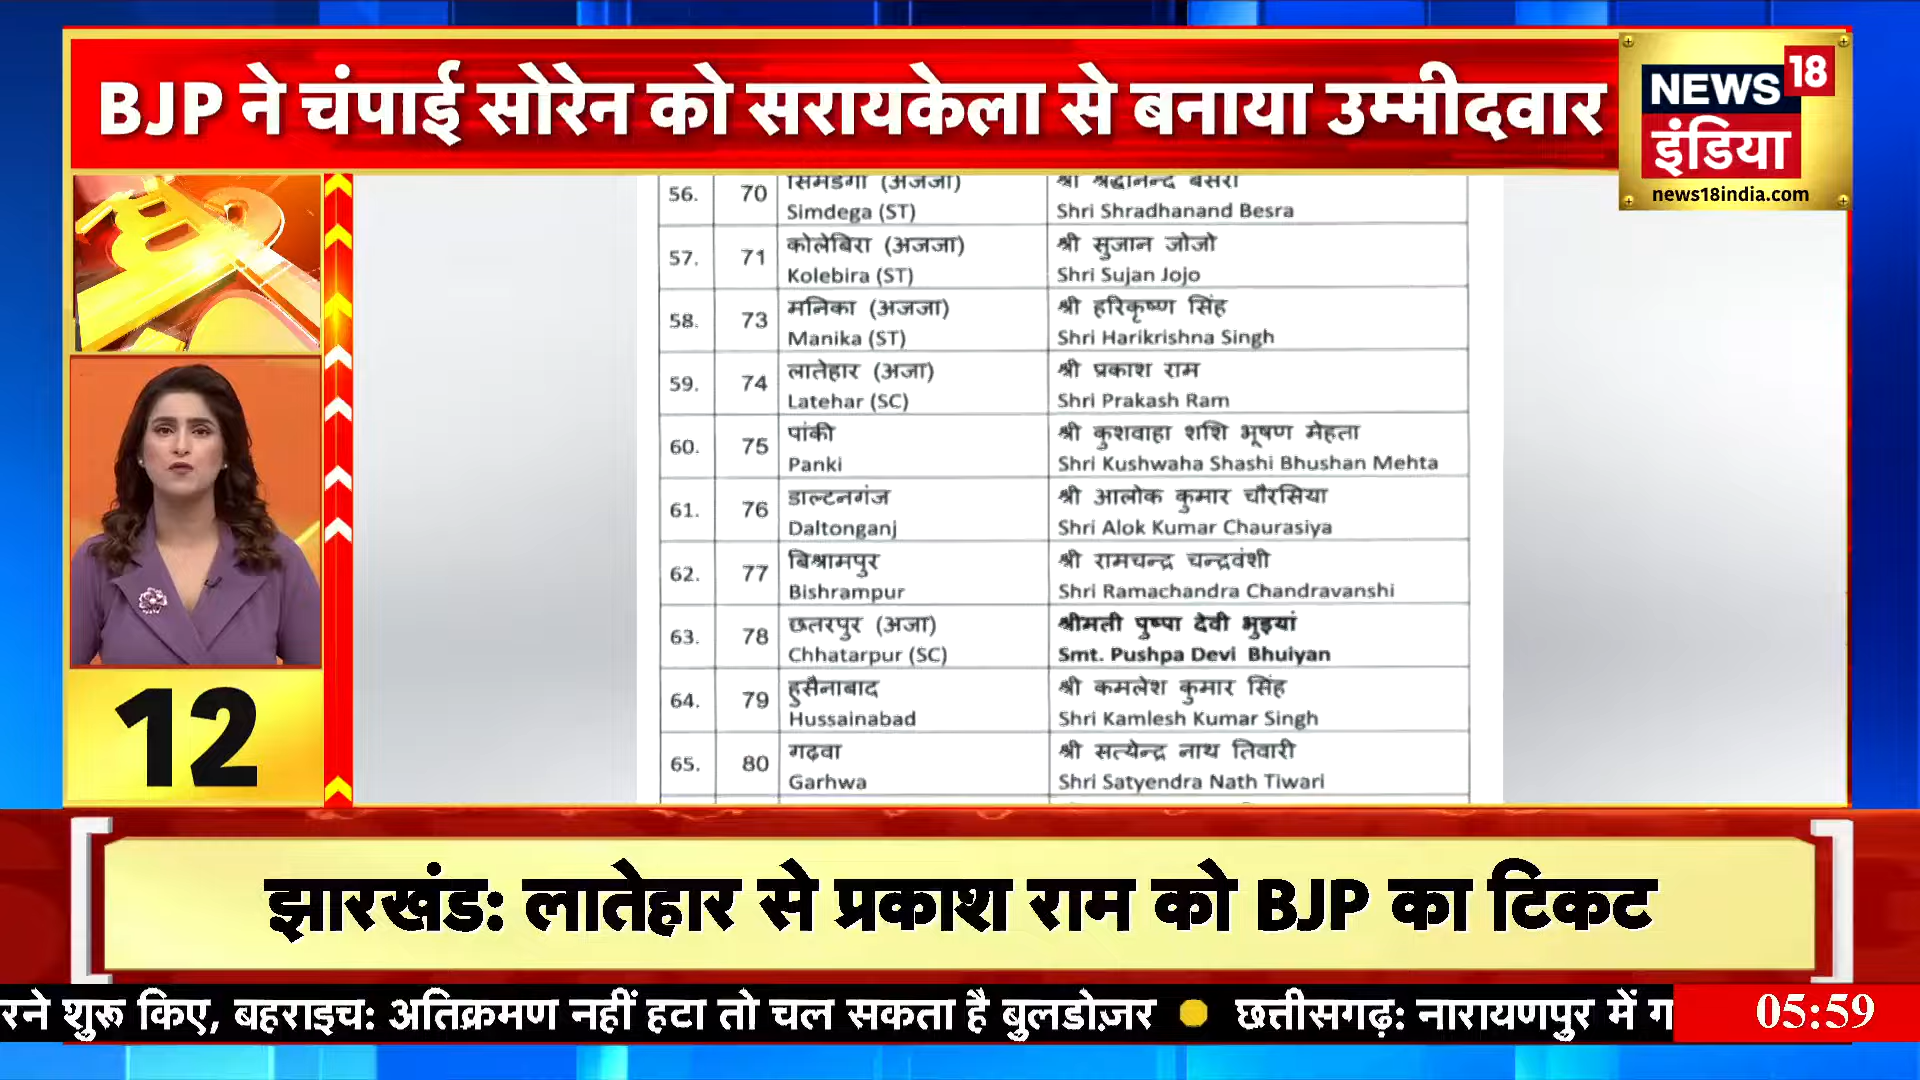 BJP ने चंपाई सोरेन को सरायकेला से बनाया उम्मीदवार
NEWS 18
इंडिया
news18india.com
56. 70 सिमडेगा (अजजा) श्री श्रद्धानन्द बेसरा
Simdega (ST) Shri Shradhanand Besra
57. 71 कोलेबिरा (अजजा) श्री सुजान जोजो
Kolebira (ST) Shri Sujan Jojo
58. 73 मनिका (अजजा) श्री हरिकृष्ण सिंह
Manika (ST) Shri Harikrishna Singh
59. 74 लातेहार (अजा) श्री प्रकाश राम
Latehar (SC) Shri Prakash Ram
60. 75 पांकी श्री कुशवाहा शशि भूषण मेहता
Panki Shri Kushwaha Shashi Bhushan Mehta
61. 76 डाल्टनगंज श्री आलोक कुमार चौरसिया
Daltonganj Shri Alok Kumar Chaurasiya
62. 77 बिश्रामपुर श्री रामचन्द्र चन्द्रवंशी
Bishrampur Shri Ramachandra Chandravanshi
63. 78 छतरपुर (अजा) श्रीमती पुष्पा देवी भुइयां
Chhatarpur (SC) Smt. Pushpa Devi Bhuiyan
64. 79 हुसैनाबाद श्री कमलेश कुमार सिंह
Hussainabad Shri Kamlesh Kumar Singh
65. 80 गढ़वा श्री सत्येन्द्र नाथ तिवारी
Garhwa Shri Satyendra Nath Tiwari
12
झारखंड: लातेहार से प्रकाश राम को BJP का टिकट
रने शुरू किए, बहराइच: अतिक्रमण नहीं हटा तो चल सकता है बुलडोज़र छत्तीसगढ़: नारायणपुर में ग
05:59